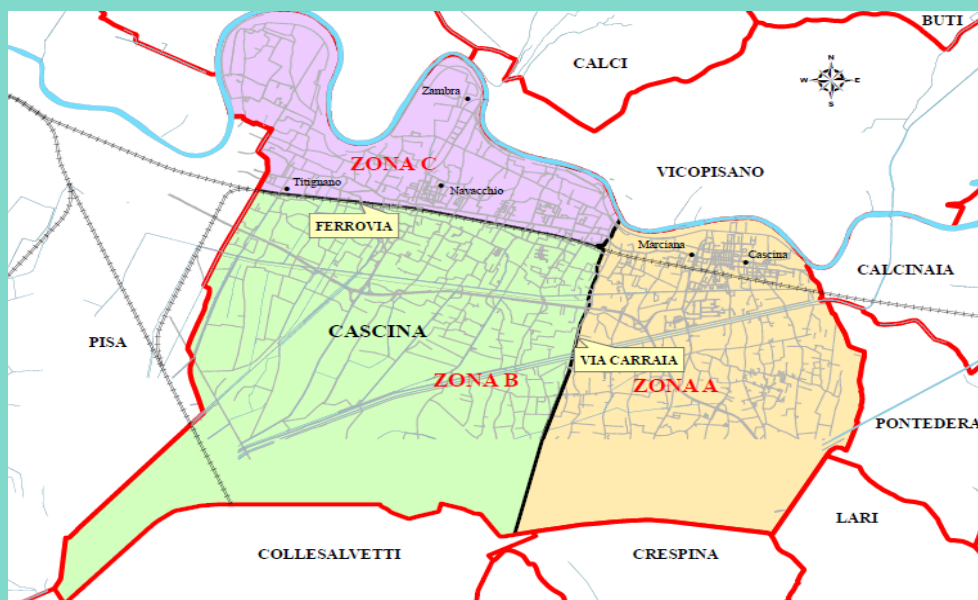 BUTI
CALCI
N
W E
S
Zambra
ZONA C
VICOPISANO
Titignano
Navacchio
FERROVIA
Marciana
Cascina
CALCINAIA
CASCINA
PISA
VIA CARRAIA
ZONA B
ZONA A
PONTEDERA
LARI
COLLESALVETTI
CRESPINA